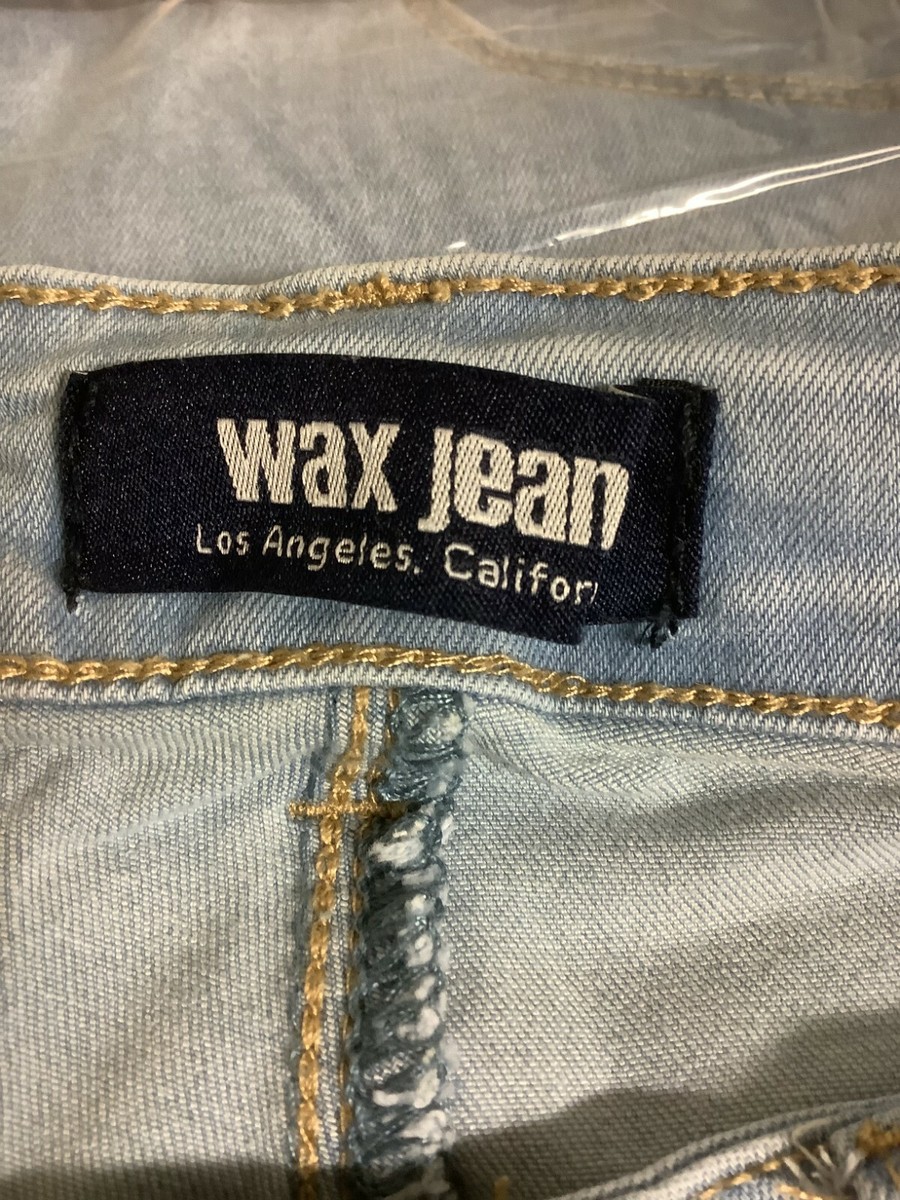 wax jean
Los Angeles, Califor